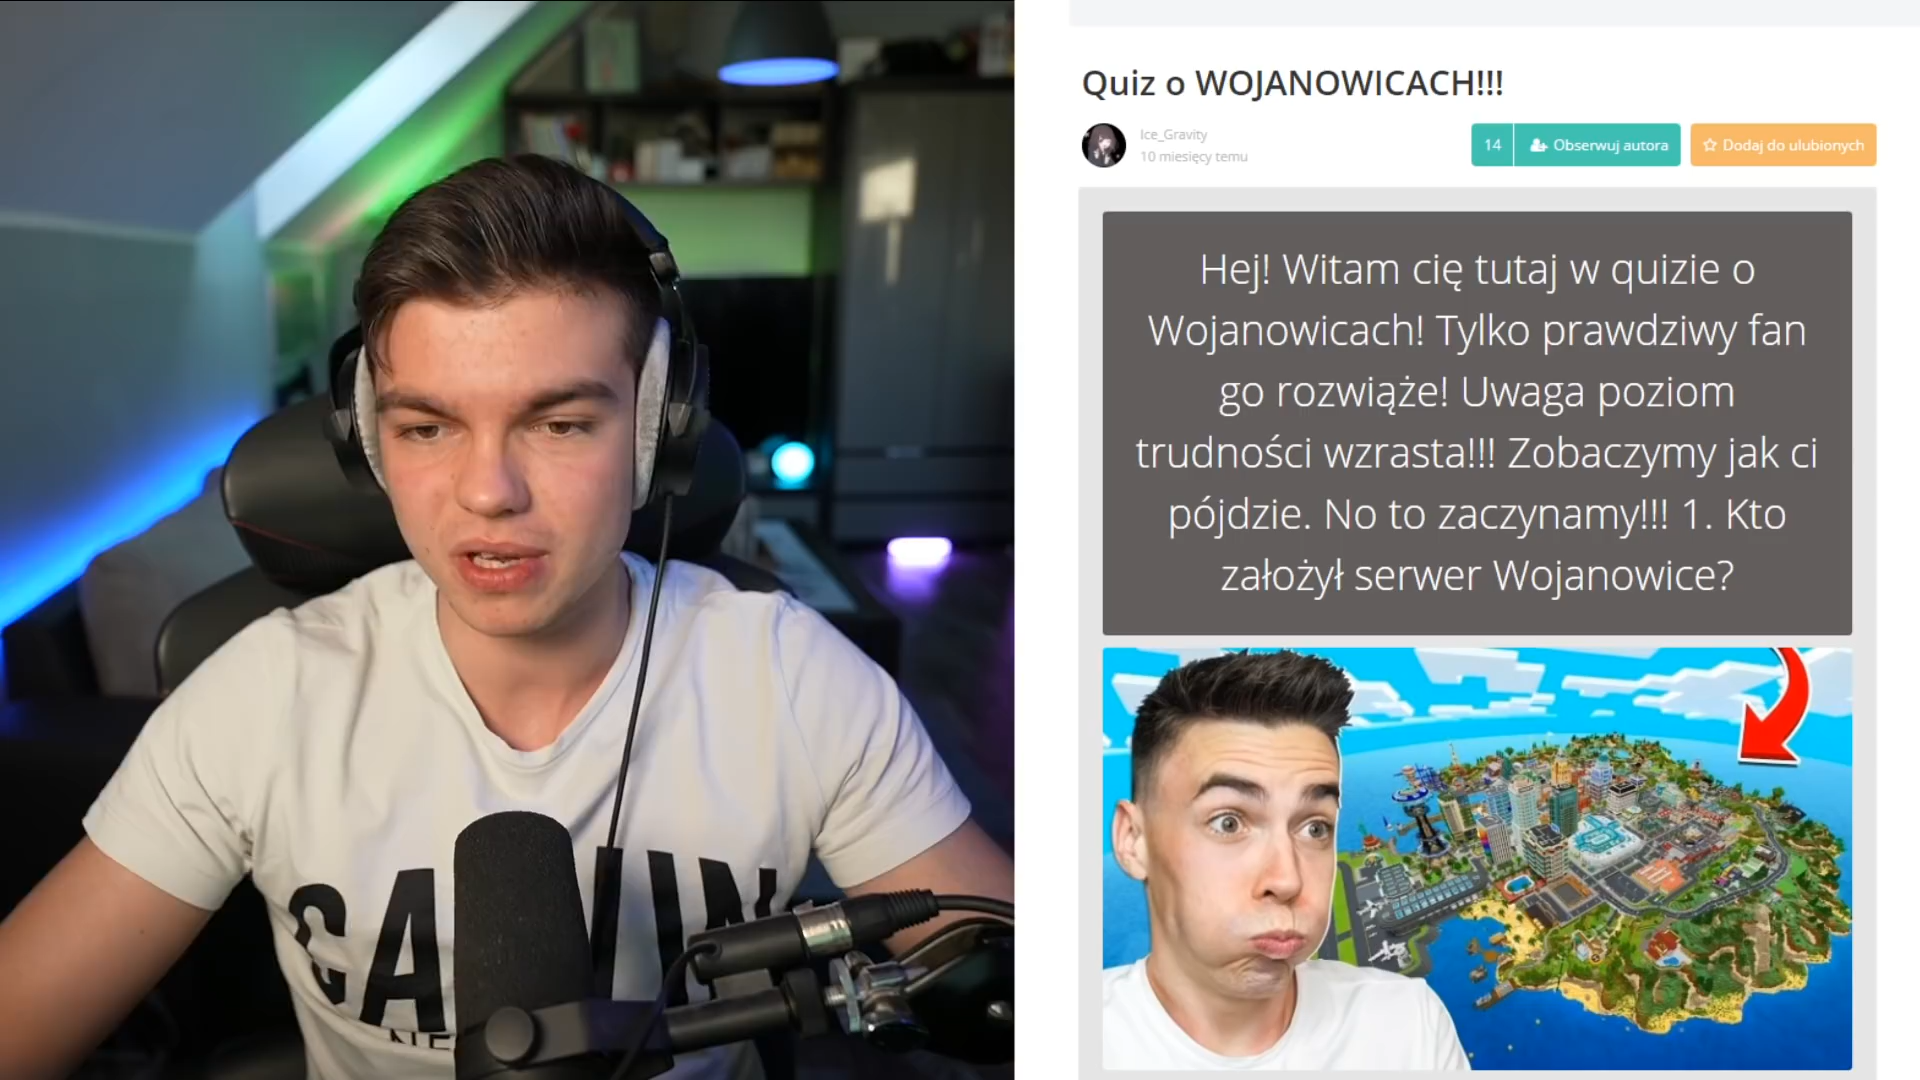 Quiz o WOJANOWICACH!!!
Ice_Gravity
10 miesięcy temu
14
Obserwuj autora
Dodaj do ulubionych
Hej! Witam cię tutaj w quizie o
Wojanowicach! Tylko prawdziwy fan
go rozwiąże! Uwaga poziom
trudności wzrasta!!! Zobaczymy jak ci
pójdzie. No to zaczynamy!!! 1. Kto
założył serwer Wojanowice?